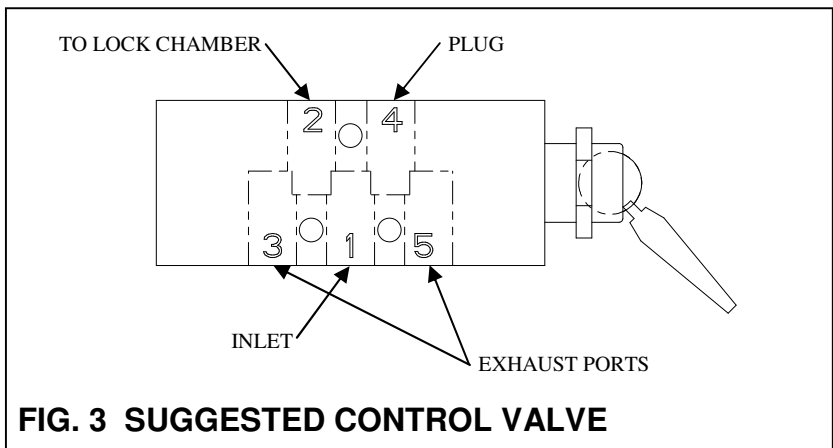 TO LOCK CHAMBER
PLUG
2
4
3
1
5
INLET
EXHAUST PORTS
FIG. 3 SUGGESTED CONTROL VALVE